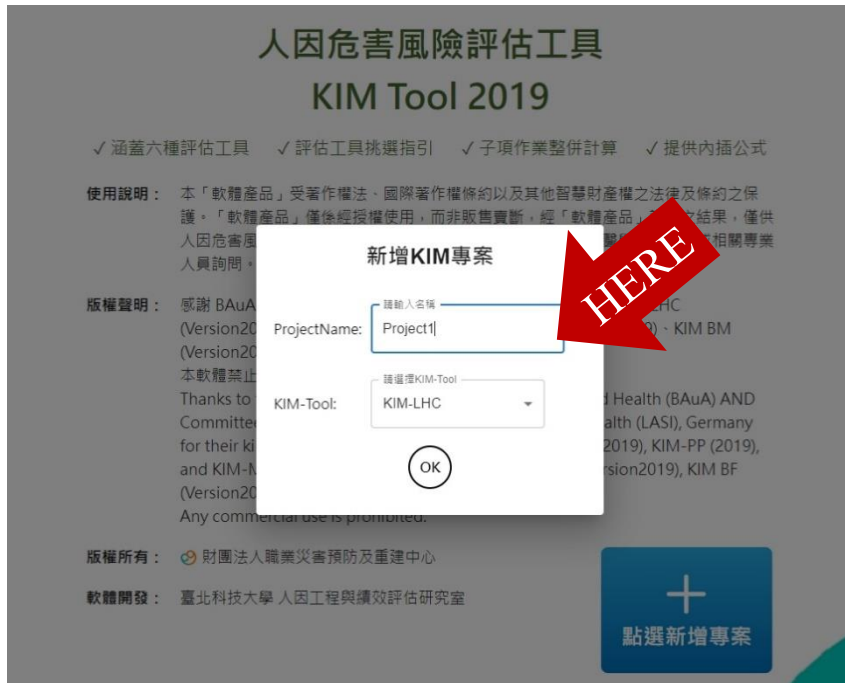 人因危害風險評估工具
KIM Tool 2019
✓ 涵蓋六種評估工具 ✓ 評估工具挑選指引 ✓ 子項作業整併計算 ✓ 提供內插公式
使用說明： 本「軟體產品」受著作權法、國際著作權條約以及其他智慧財產權之法律及條約之保
護。「軟體產品」僅係經授權使用，而非販售賣斷，經「軟體產品」 之結果，僅供
人因危害風 相關專業
人員詢問。
新增KIM專案
HERE
版權聲明： 感謝 BAuA LHC
(Version20 KIM BM
(Version20
請輸入名稱
ProjectName: Project1
本軟體禁止
Thanks to d Health (BAuA) AND
請選擇KIM-Tool
KIM-Tool: KIM-LHC
Committee alth (LASI), Germany
for their ki 2019), KIM-PP (2019),
OK
and KIM-M rsion2019), KIM BF
(Version20
Any commercial use is prohibited.
版權所有： 財團法人職業災害預防及重建中心
軟體開發： 臺北科技大學 人因工程與績效評估研究室
點選新增專案